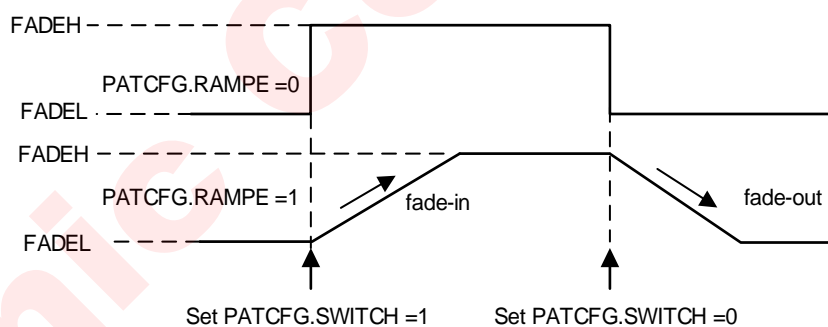 FADEH
PATCFG.RAMPE =0
FADEL
FADEH
PATCFG.RAMPE =1
fade-in
fade-out
FADEL
Set PATCFG.SWITCH =1
Set PATCFG.SWITCH =0